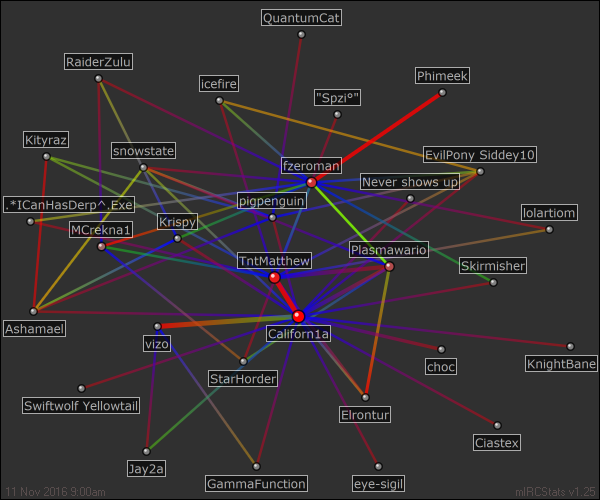 QuantumCat
RaiderZulu
Phimeek
icefire
"Spzi°"
Kityraz
snowstate
EvilPony Siddey10
fzeroman
Never shows up
pigpenguin
.*ICanHasDerp^.Exe
Krispy
lolartiom
MCrekna1
Plasmawario
TntMatthew
Skirmisher
Ashamael
Californ1a
vizo
choc
KnightBane
StarHorder
Swiftwolf Yellowtail
Elrontur
Ciastex
Jay2a
GammaFunction
eye-sigil
11 Nov 2016 9:00am
mIRCStats v1.25